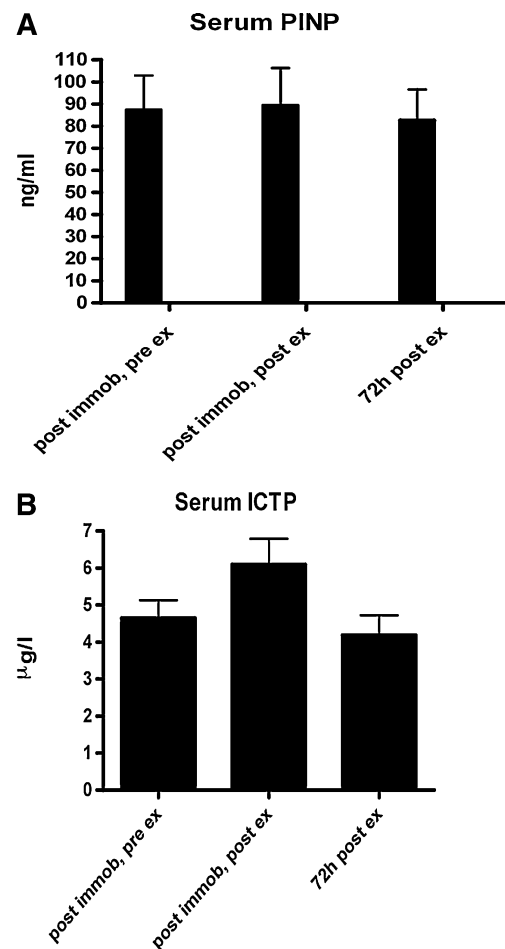 A
Serum PINP
110
100
90
80
70
60
50
40
30
20
10
0
ng/ml
post immob, pre ex
post immob, post ex
72h post ex
B
Serum ICTP
7
6
5
4
3
2
1
0
μg/l
post immob, pre ex
post immob, post ex
72h post ex